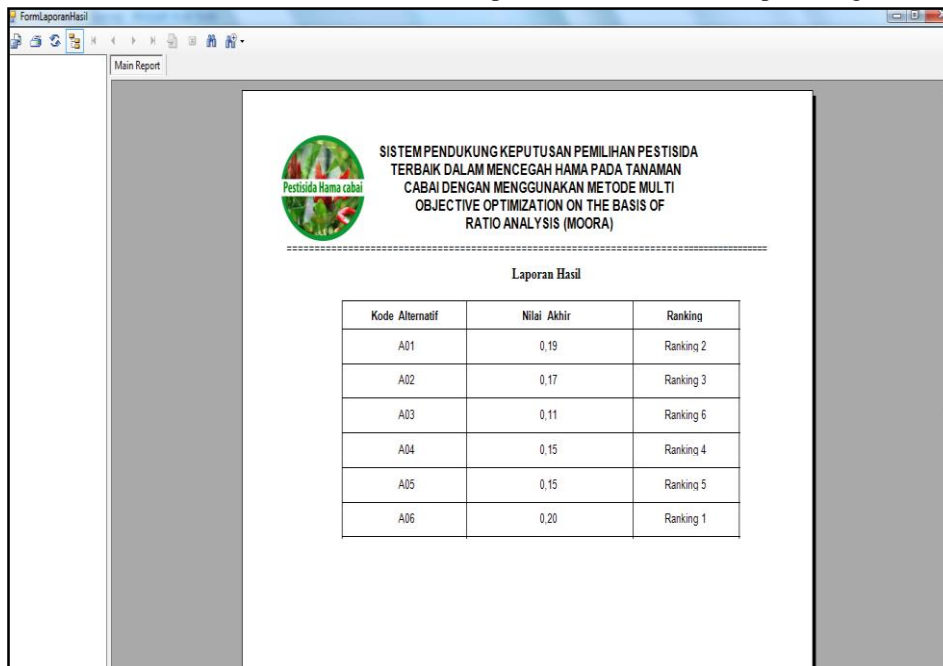 FormLaporanHasil
Main Report
Pestisida Hama cabai
SISTEM PENDUKUNG KEPUTUSAN PEMILIHAN PESTISIDA
TERBAIK DALAM MENCEGAH HAMA PADA TANAMAN
CABAI DENGAN MENGGUNAKAN METODE MULTI
OBJECTIVE OPTIMIZATION ON THE BASIS OF
RATIO ANALYSIS (MOORA)
Laporan Hasil
Kode Alternatif Nilai Akhir Ranking
A01 0,19 Ranking 2
A02 0,17 Ranking 3
A03 0,11 Ranking 6
A04 0,15 Ranking 4
A05 0,15 Ranking 5
A06 0,20 Ranking 1